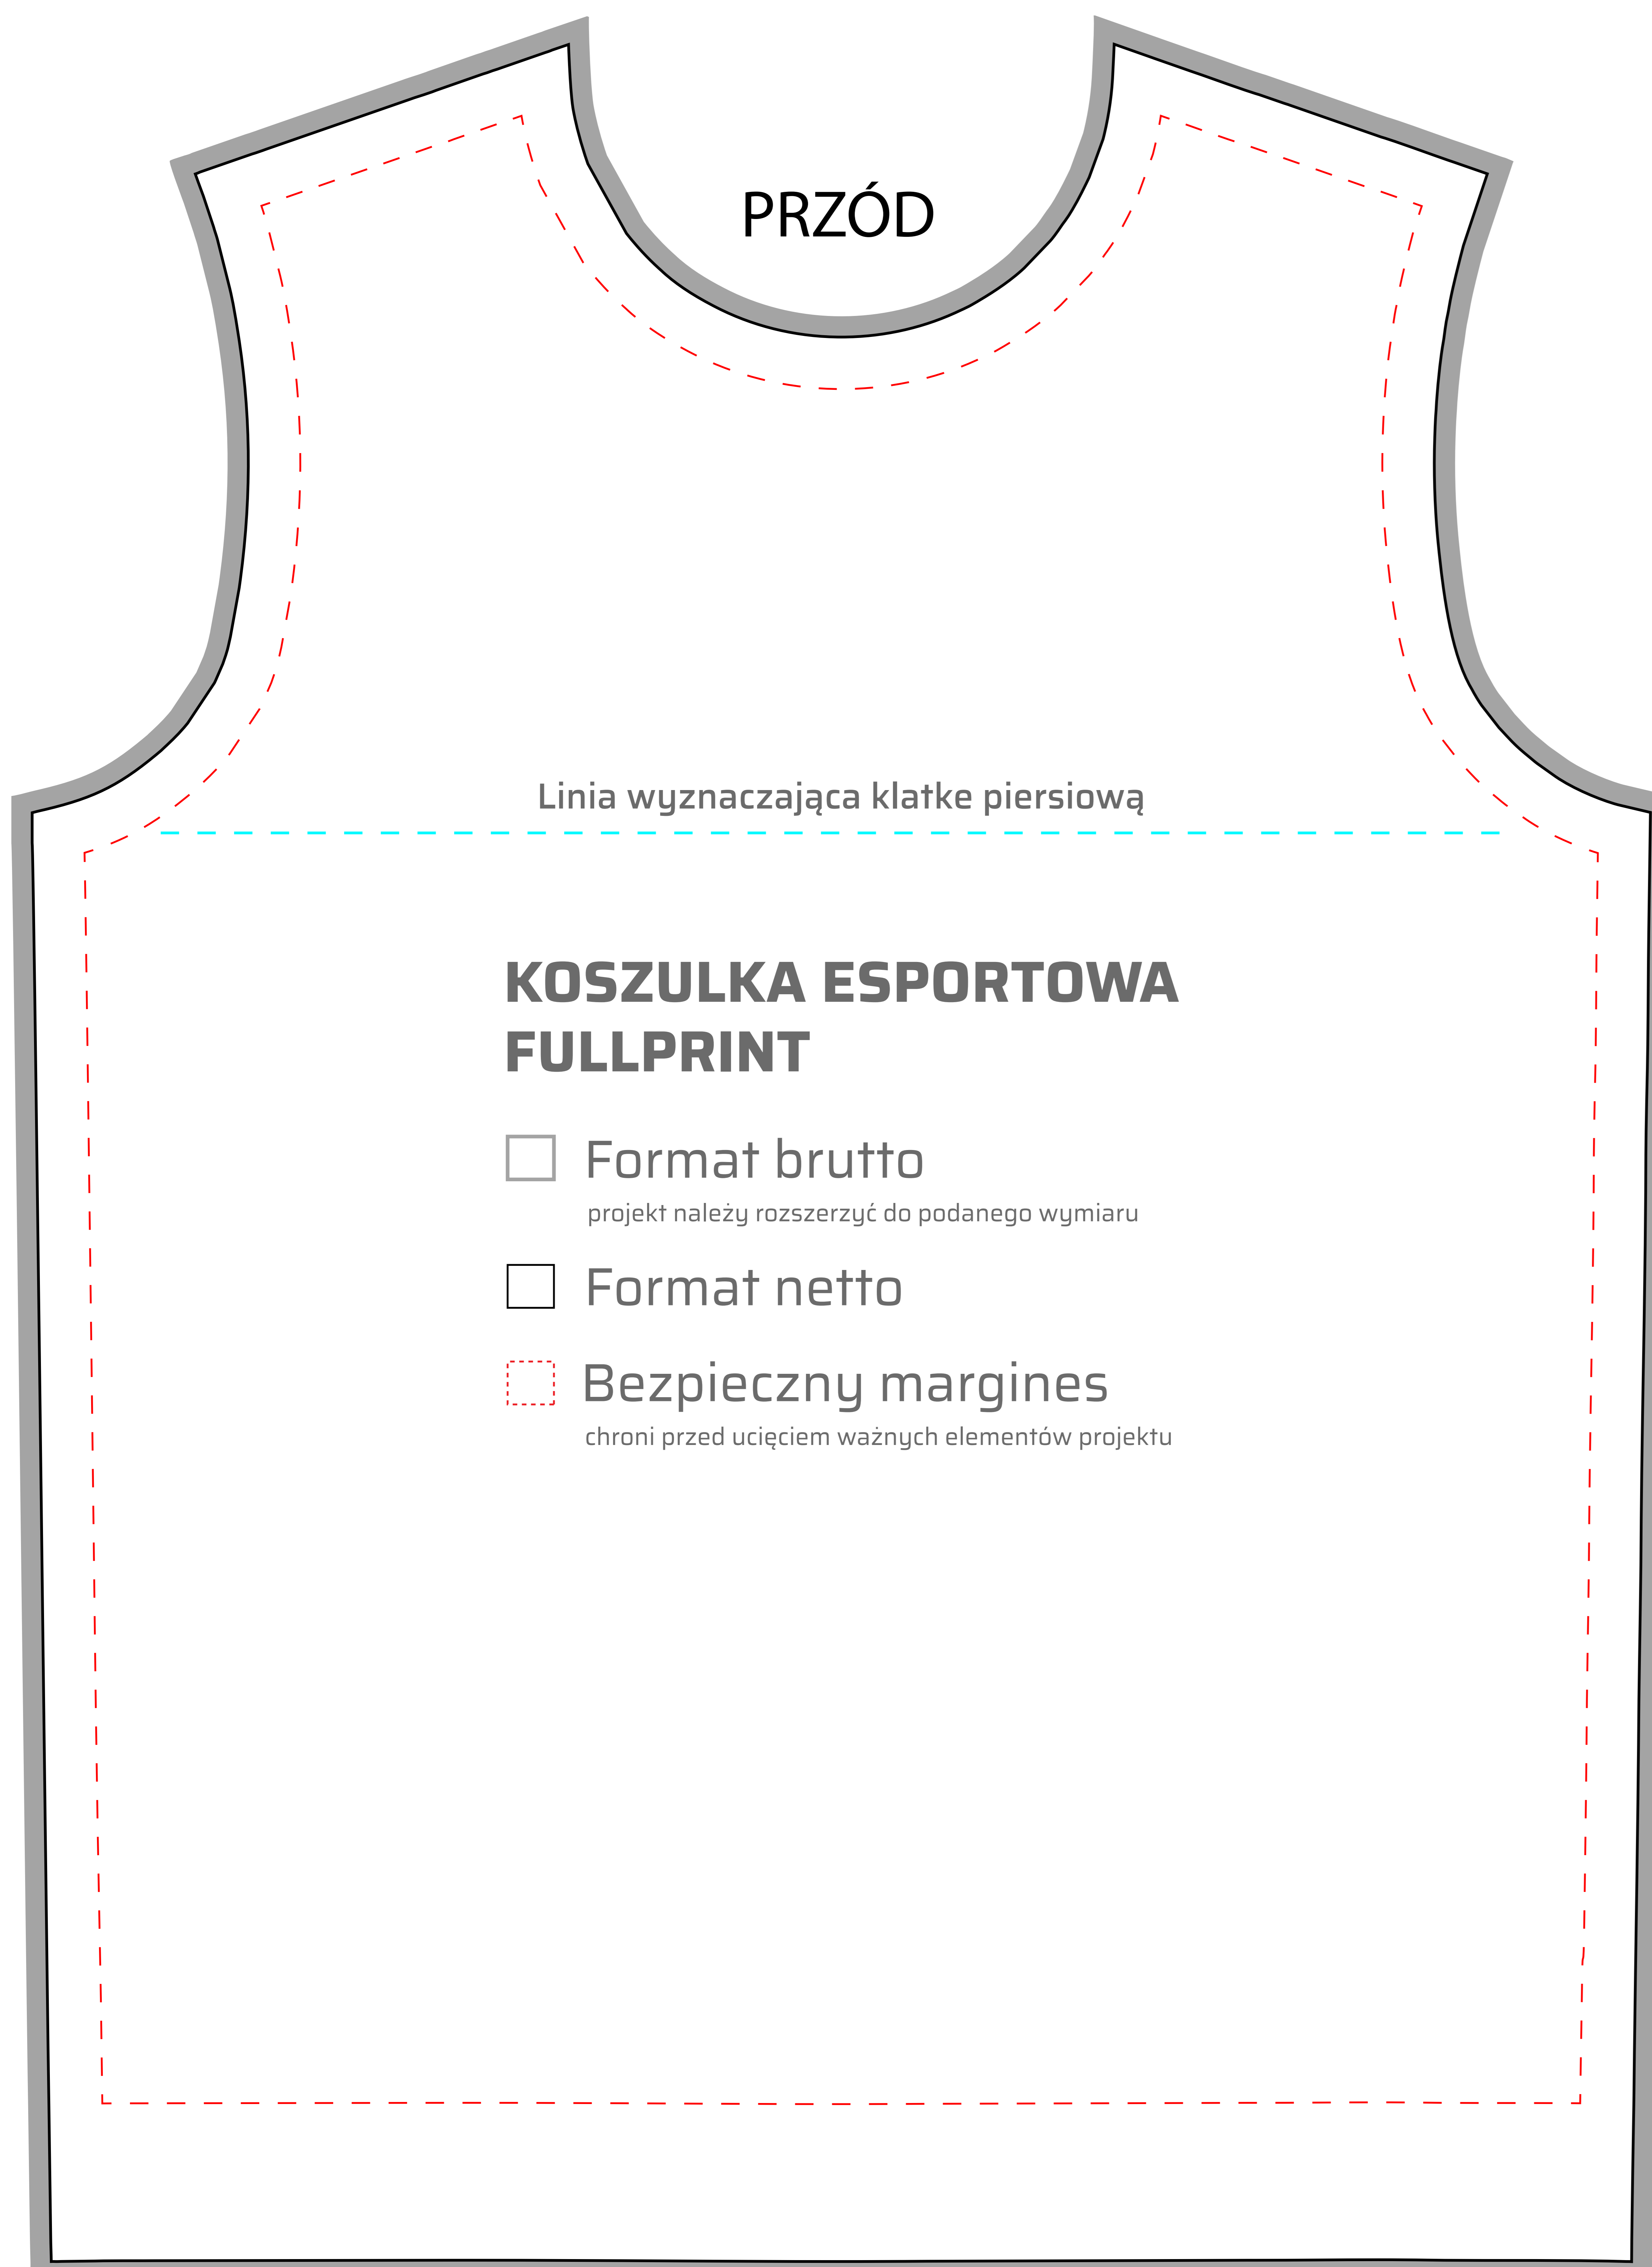 PRZÓD
Linia wyznaczająca klatke piersiową
KOSZULKA ESPORTOWA
FULLPRINT
Format brutto
projekt należy rozszerzyć do podanego wymiaru
Format netto
Bezpieczny margines
chroni przed ucięciem ważnych elementów projektu